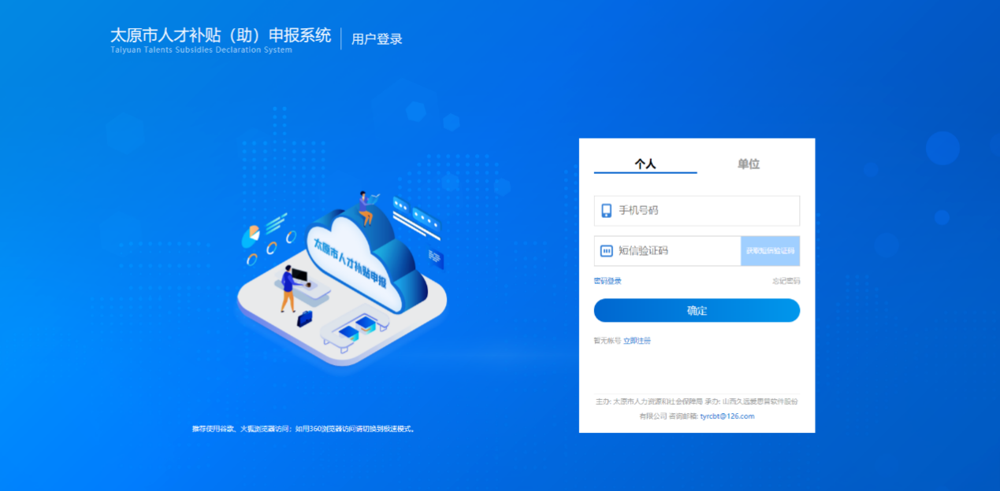 太原市人才补贴（助）申报系统
用户登录
Taiyuan Talents Subsidies Declaration System
个人
单位
太原市人才补贴申报
手机号码
短信验证码
获取短信验证码
密码登录
忘记密码
确定
暂无帐号 立即注册
主办: 太原市人力资源和社会保障局 承办: 山西久远爱思普软件股份
有限公司 咨询邮箱: tyrcbt@126.com
推荐使用谷歌、火狐浏览器访问；如用360浏览器访问请切换到极速模式。